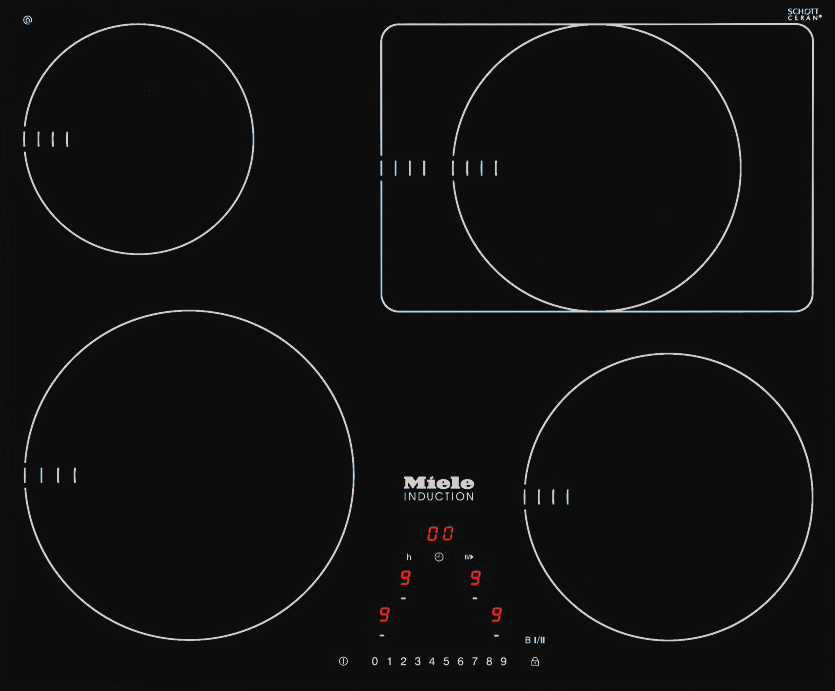 SCHOTT
CERAN®
Miele
INDUCTION
00
h
9 9
9 9
B I/II
0 1 2 3 4 5 6 7 8 9